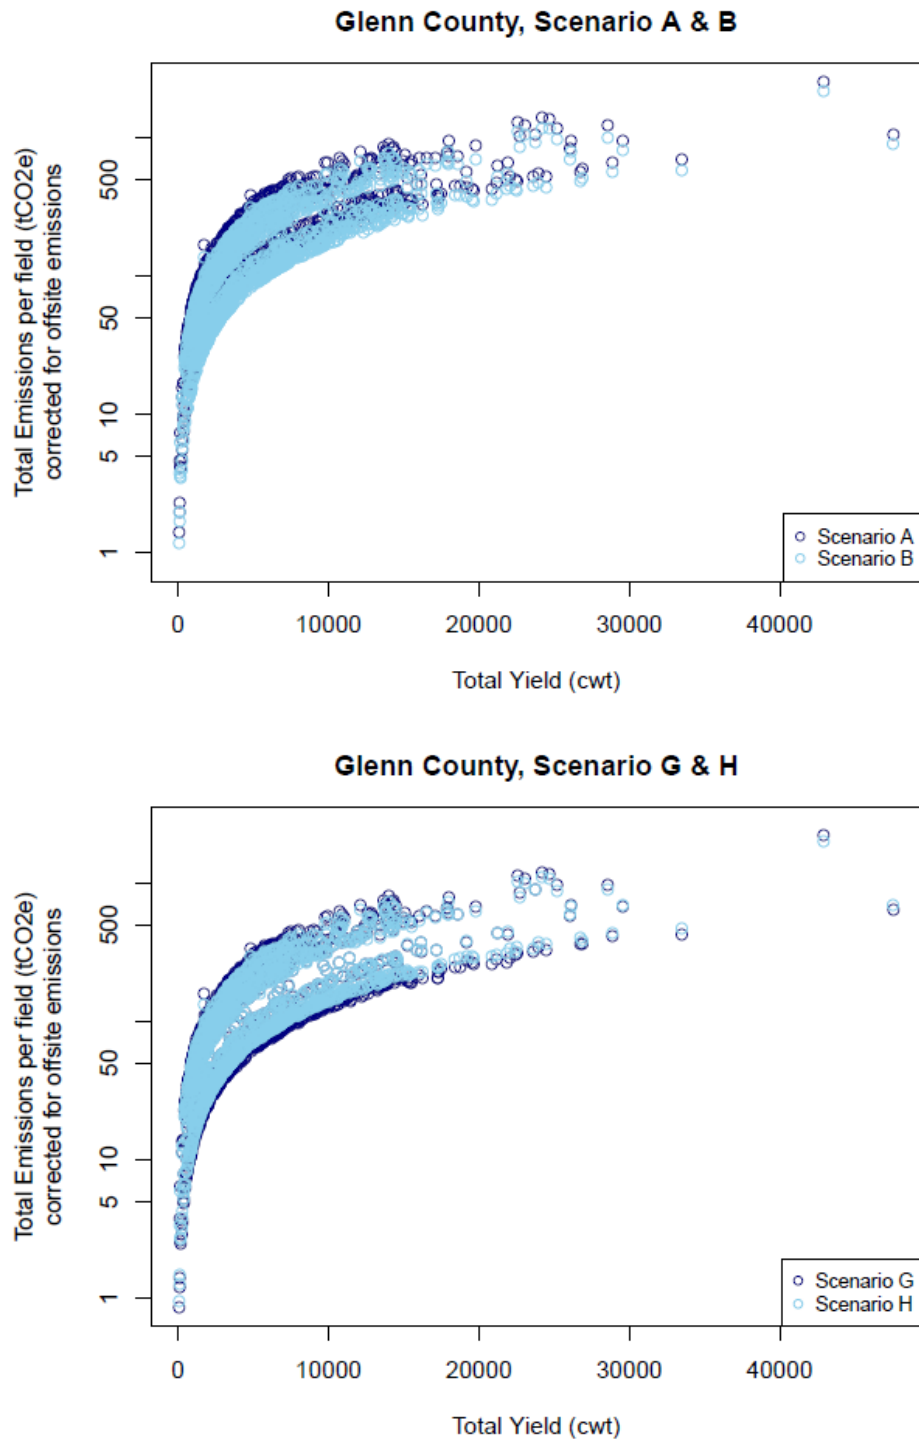 Glenn County, Scenario A & B
Total Emissions per field (tCO2e)
corrected for offsite emissions
500
50
10
5
1
Scenario A
Scenario B
0 10000 20000 30000 40000
Total Yield (cwt)
Glenn County, Scenario G & H
Total Emissions per field (tCO2e)
corrected for offsite emissions
500
50
10
5
1
Scenario G
Scenario H
0 10000 20000 30000 40000
Total Yield (cwt)